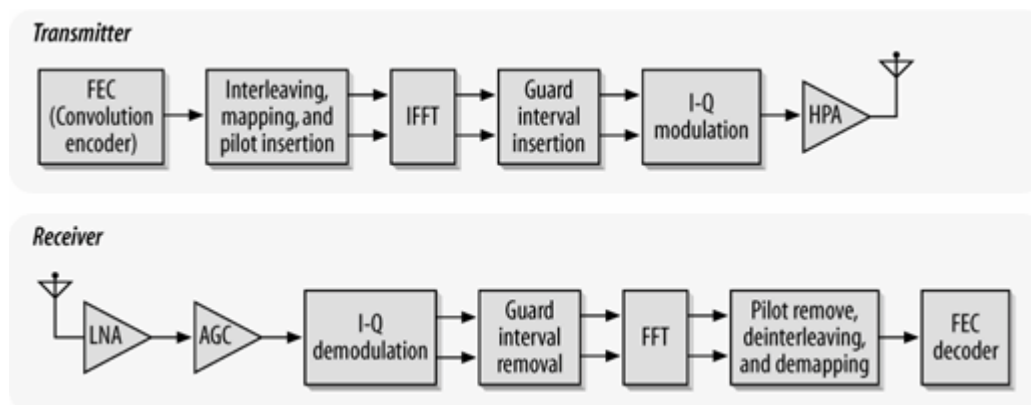 Transmitter
FEC
(Convolution
encoder)
Interleaving,
mapping, and
pilot insertion
IFFT
Guard
interval
insertion
I-Q
modulation
HPA
Receiver
LNA
AGC
I-Q
demodulation
Guard
interval
removal
FFT
Pilot remove,
deinterleaving,
and demapping
FEC
decoder